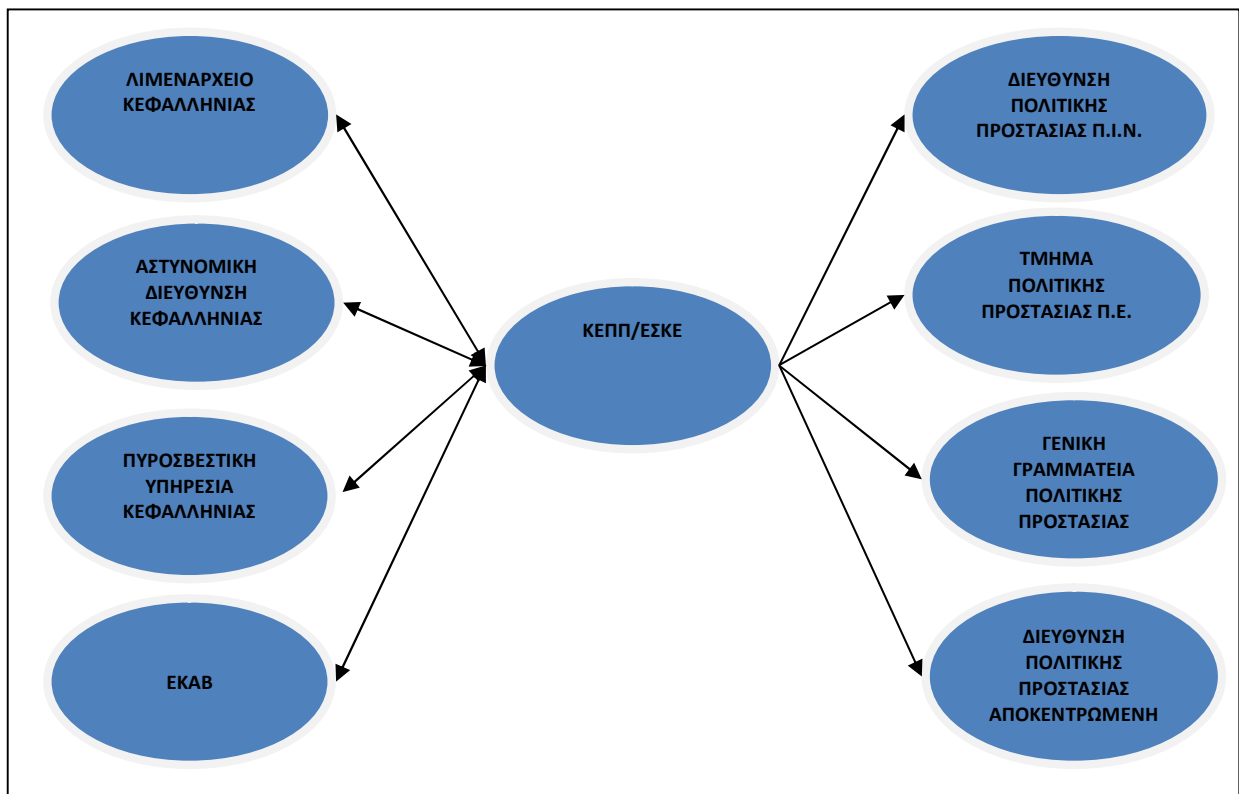 ΛΙΜΕΝΑΡΧΕΙΟ
ΚΕΦΑΛΛΗΝΙΑΣ
ΑΣΤΥΝΟΜΙΚΗ
ΔΙΕΥΘΥΝΣΗ
ΚΕΦΑΛΛΗΝΙΑΣ
ΠΥΡΟΣΒΕΣΤΙΚΗ
ΥΠΗΡΕΣΙΑ
ΚΕΦΑΛΛΗΝΙΑΣ
ΕΚΑΒ
ΚΕΠΠ/ΕΣΚΕ
ΔΙΕΥΘΥΝΣΗ
ΠΟΛΙΤΙΚΗΣ
ΠΡΟΣΤΑΣΙΑΣ Π.Ι.Ν.
ΤΜΗΜΑ
ΠΟΛΙΤΙΚΗΣ
ΠΡΟΣΤΑΣΙΑΣ Π.Ε.
ΓΕΝΙΚΗ
ΓΡΑΜΜΑΤΕΙΑ
ΠΟΛΙΤΙΚΗΣ
ΠΡΟΣΤΑΣΙΑΣ
ΔΙΕΥΘΥΝΣΗ
ΠΟΛΙΤΙΚΗΣ
ΠΡΟΣΤΑΣΙΑΣ
ΑΠΟΚΕΝΤΡΩΜΕΝΗ